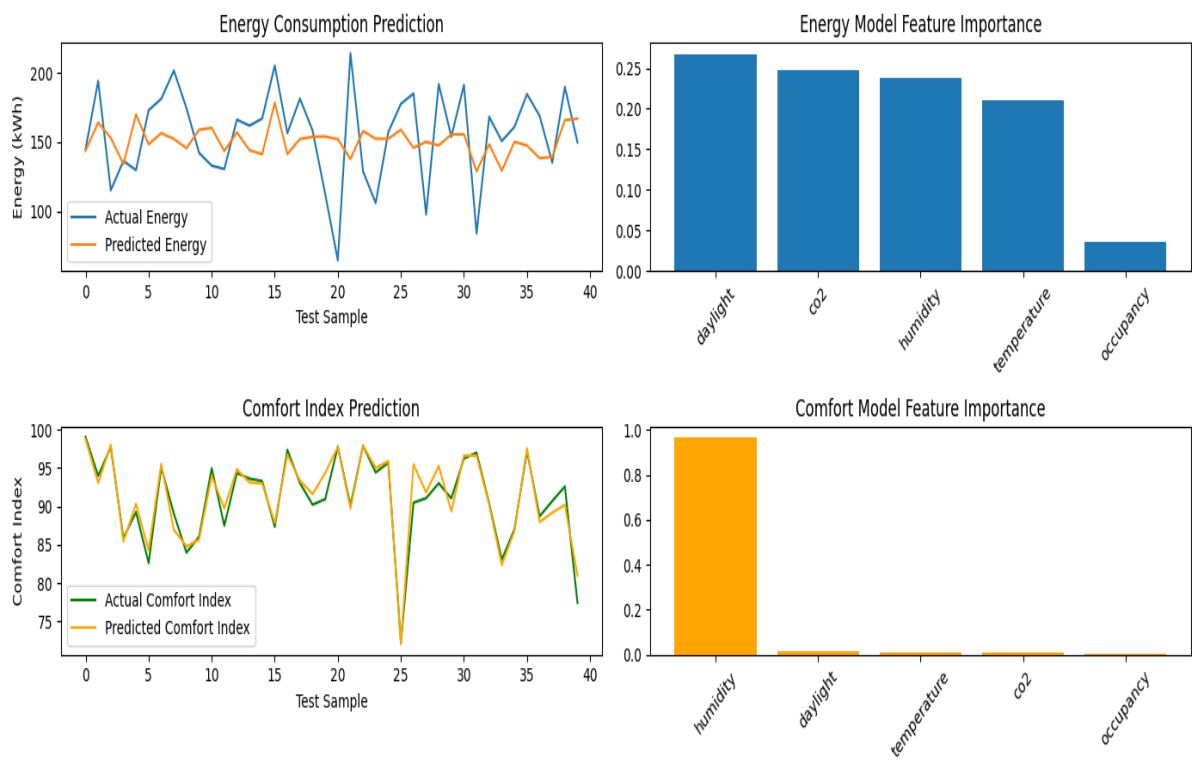 Energy Consumption Prediction
Energy (kWh)
200
150
100
Actual Energy
Predicted Energy
0 5 10 15 20 25 30 35 40
Test Sample
Energy Model Feature Importance
0.25
0.20
0.15
0.10
0.05
0.00
daylight co2 humidity temperature occupancy
Comfort Index Prediction
Comfort Index
100
95
90
85
80
75
Actual Comfort Index
Predicted Comfort Index
0 5 10 15 20 25 30 35 40
Test Sample
Comfort Model Feature Importance
1.0
0.8
0.6
0.4
0.2
0.0
humidity daylight temperature co2 occupancy